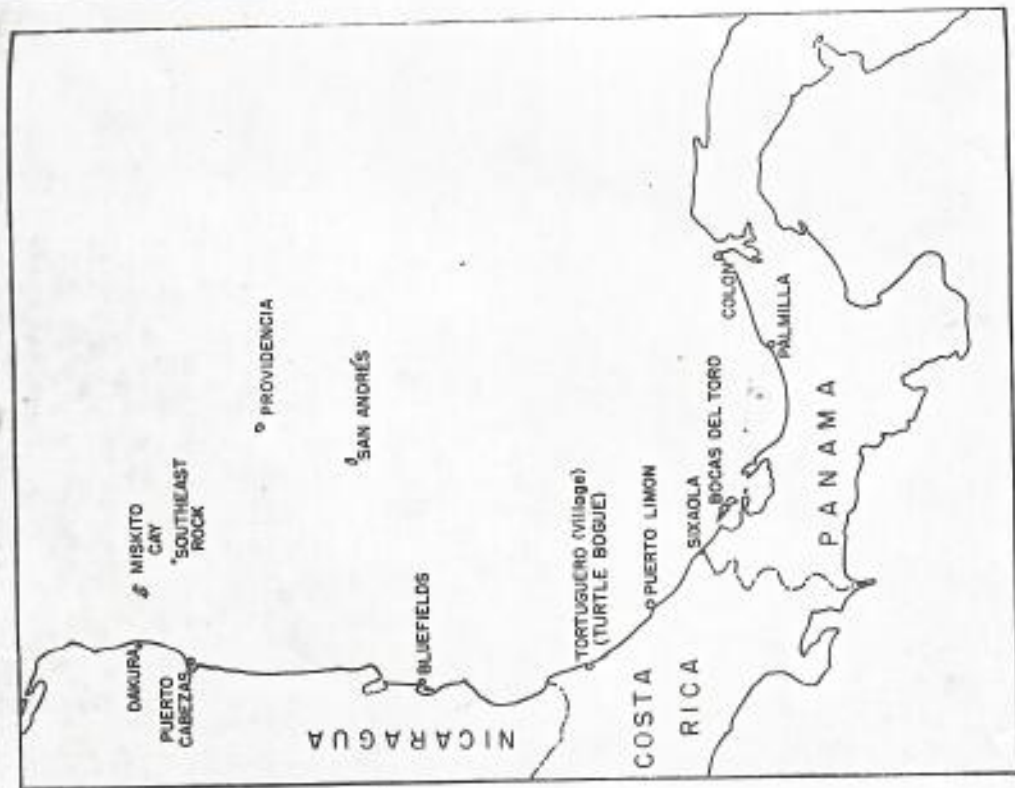 DAKURA
MISKITO
CAY
SOUTHEAST
ROCK
PUERTO
CABEZAS
PROVIDENCIA
SAN ANDRÉS
NICARAGUA
BLUEFIELDS
TORTUGUERO (Village)
(TURTLE BOGUE)
PUERTO LIMON
COSTA
RICA
SIXAOLA
BOCAS DEL TORO
COLON
PALMILLA
PANAMA